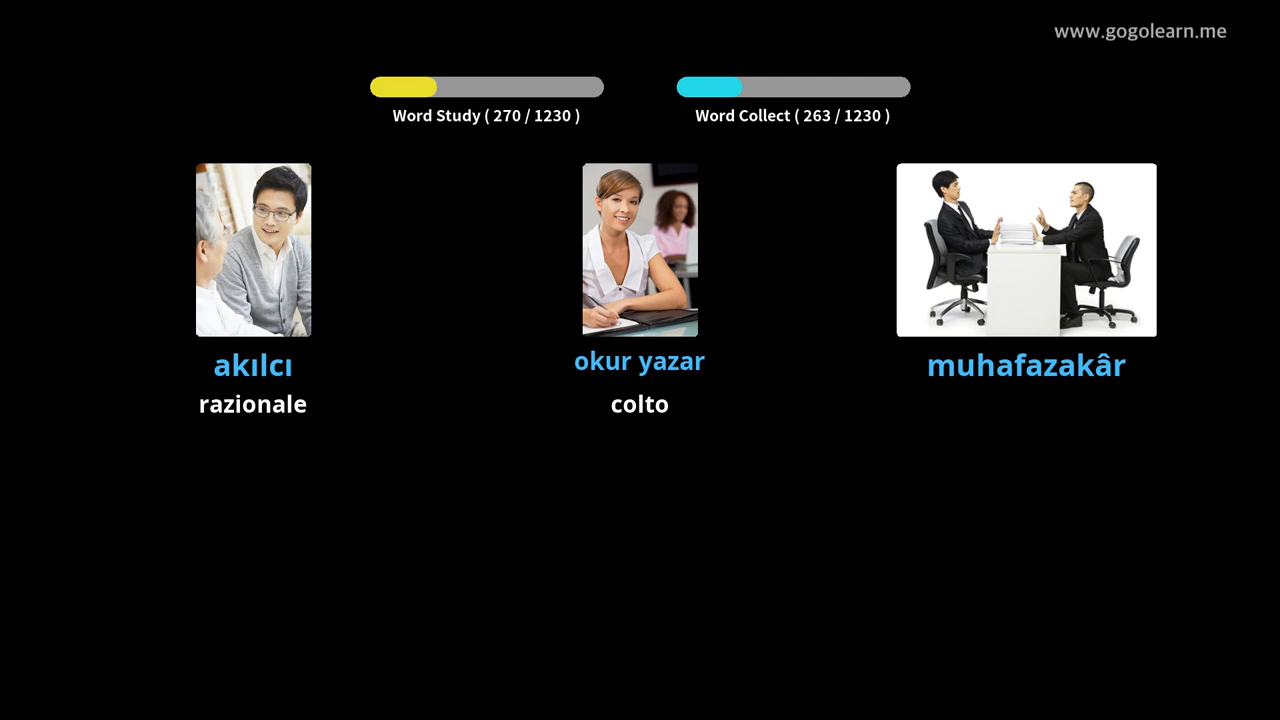 www.gogolearn.me
Word Study ( 270 / 1230 )
Word Collect ( 263 / 1230 )
akılcı
okur yazar
muhafazakâr
razionale
colto